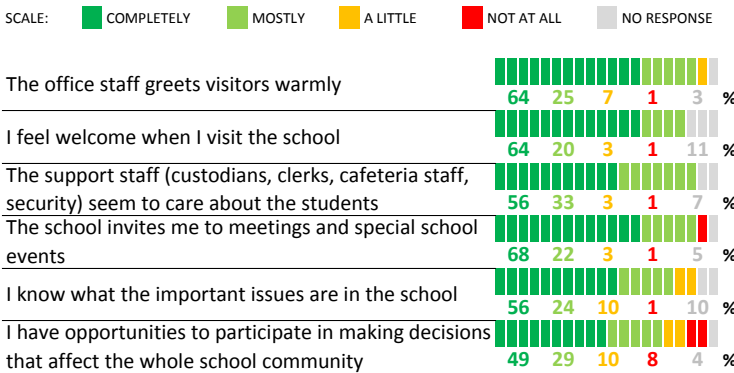 SCALE: COMPLETELY MOSTLY A LITTLE NOT AT ALL NO RESPONSE
The office staff greets visitors warmly
64 25 7 1 3 %
I feel welcome when I visit the school
64 20 3 1 11 %
The support staff (custodians, clerks, cafeteria staff,
security) seem to care about the students
56 33 3 1 7 %
The school invites me to meetings and special school
events
68 22 3 1 5 %
I know what the important issues are in the school
56 24 10 1 10 %
I have opportunities to participate in making decisions
that affect the whole school community
49 29 10 8 4 %